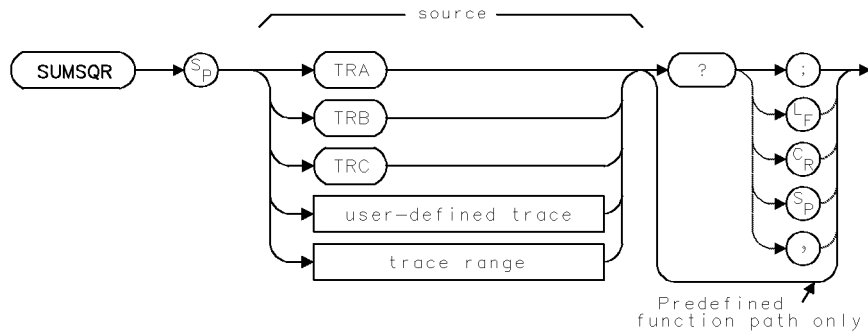 source
SUMSQR
SP
TRA
?
;
TRB
LF
TRC
CR
user-defined trace
SP
trace range
,
Predefined
function path only